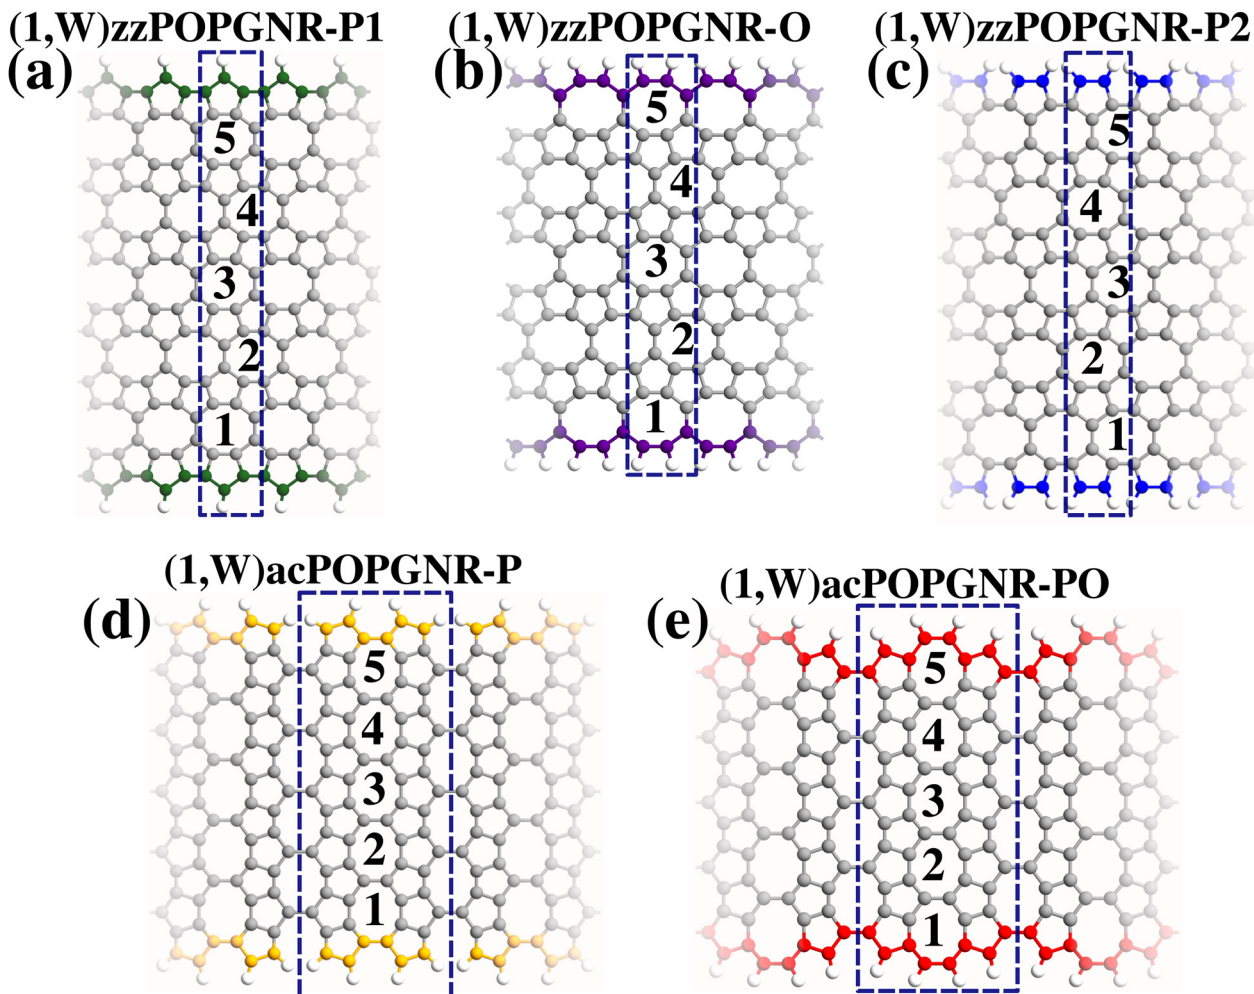 (1,W)zzPOPGNR-P1
(a)
5
4
3
2
1
(1,W)zzPOPGNR-O
(b)
5
4
3
2
1
(1,W)zzPOPGNR-P2
(c)
5
4
3
2
1
(1,W)acPOPGNR-P
(d)
5
4
3
2
1
(1,W)acPOPGNR-PO
(e)
5
4
3
2
1